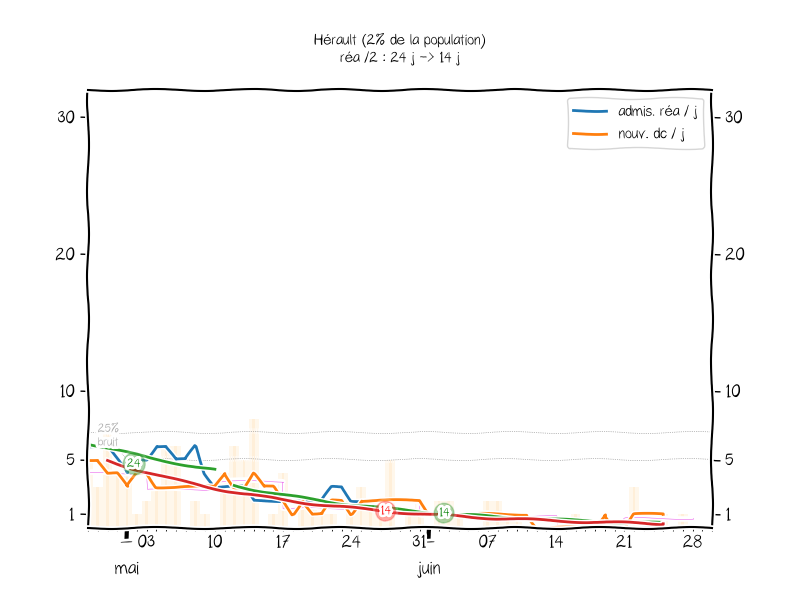 Hérault (2% de la population)
réa /2 : 24 j -> 14 j
admis. réa / j
nouv. dc / j
30 30
20 20
10 10
25%
bruit
24
5 5
14 14
1 1
03 10 17 24 31 07 14 21 28
mai juin